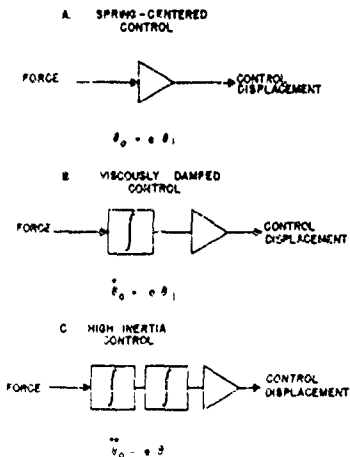 A. SPRING-CENTERED
CONTROL
FORCE
CONTROL
DISPLACEMENT
B VISCOUSLY DAMPED
CONTROL
FORCE
∫
CONTROL
DISPLACEMENT
C HIGH INERTIA
CONTROL
FORCE
∫ ∫
CONTROL
DISPLACEMENT